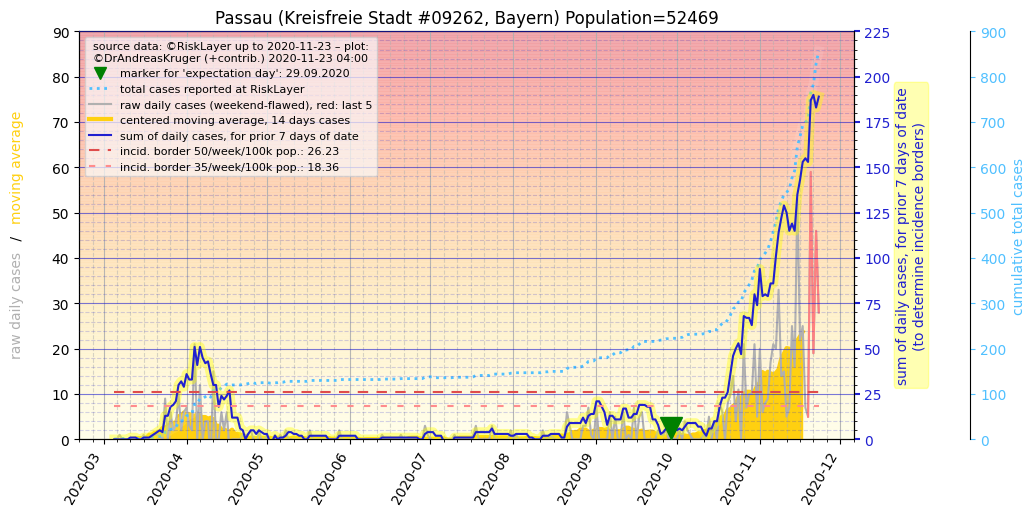 Passau (Kreisfreie Stadt #09262, Bayern) Population=52469
source data: ©RiskLayer up to 2020-11-23 – plot:
©DrAndreasKruger (+contrib.) 2020-11-23 04:00
marker for 'expectation day': 29.09.2020
total cases reported at RiskLayer
raw daily cases (weekend-flawed), red: last 5
centered moving average, 14 days cases
sum of daily cases, for prior 7 days of date
incid. border 50/week/100k pop.: 26.23
incid. border 35/week/100k pop.: 18.36
raw daily cases / moving average
90
80
70
60
50
40
30
20
10
0
225
200
175
150
125
100
75
50
25
0
sum of daily cases, for prior 7 days of date
(to determine incidence borders)
900
800
700
600
500
400
300
200
100
0
cumulative total cases
2020-03
2020-04
2020-05
2020-06
2020-07
2020-08
2020-09
2020-10
2020-11
2020-12